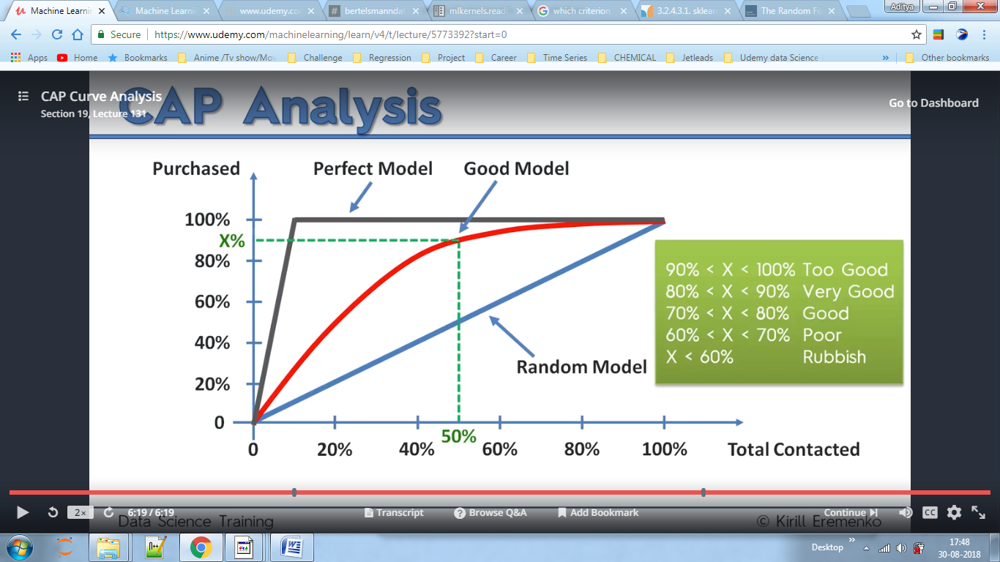 Machine Learni
Machine Learni
www.udemy.co
bertelsmannda
mlkernels.read
which criterion
3.2.4.3.1. sklear
The Random Fo
Aditya
Secure
https://www.udemy.com/machinelearning/learn/v4/t/lecture/5773392?start=0
Apps
Home
Bookmarks
Anime /Tv show/Mov
Challenge
Regression
Project
Career
Time Series
CHEMICAL
Jetleads
Udemy data Science
»
Other bookmarks
CAP Curve Analysis
Section 19, Lecture 131
Go to Dashboard
CAP Analysis
Purchased
Perfect Model
Good Model
100%
X%
80%
60%
40%
20%
0
90% < X < 100% Too Good
80% < X < 90% Very Good
70% < X < 80% Good
60% < X < 70% Poor
X < 60% Rubbish
Random Model
0
20%
40%
50%
60%
80%
100%
Total Contacted
2×
6:19 / 6:19
Transcript
Browse Q&A
Add Bookmark
Continue
CC
Data Science Training
© Kirill Eremenko
Desktop
»
17:48
30-08-2018